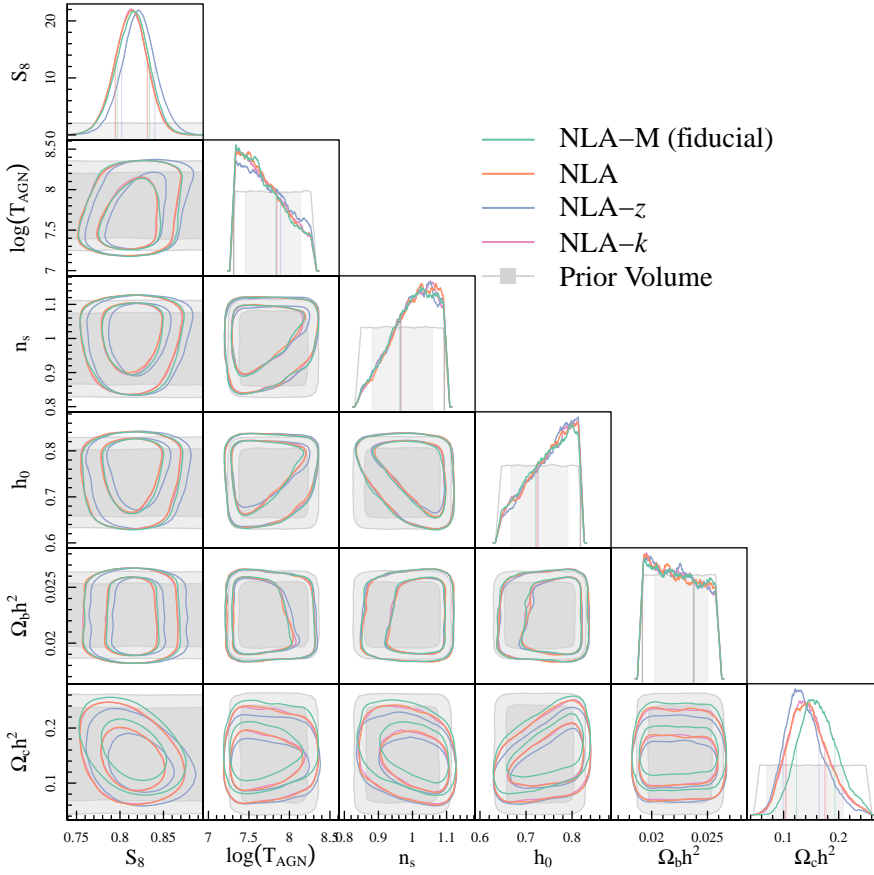 S₈
20
10
0
NLA−M (fiducial)
NLA
NLA−z
NLA−k
Prior Volume
log(T_AGN)
8.5
8
7.5
7
n_s
1.1
1
0.9
0.8
h₀
0.8
0.7
0.6
Ω_bh²
0.025
0.02
Ω_ch²
0.2
0.1
0.75 0.8 0.85 7 7.5 8 8.5 0.8 0.9 1 1.1 0.6 0.7 0.8 0.02 0.025 0.1 0.2
S₈ log(T_AGN) n_s h₀ Ω_bh² Ω_ch²